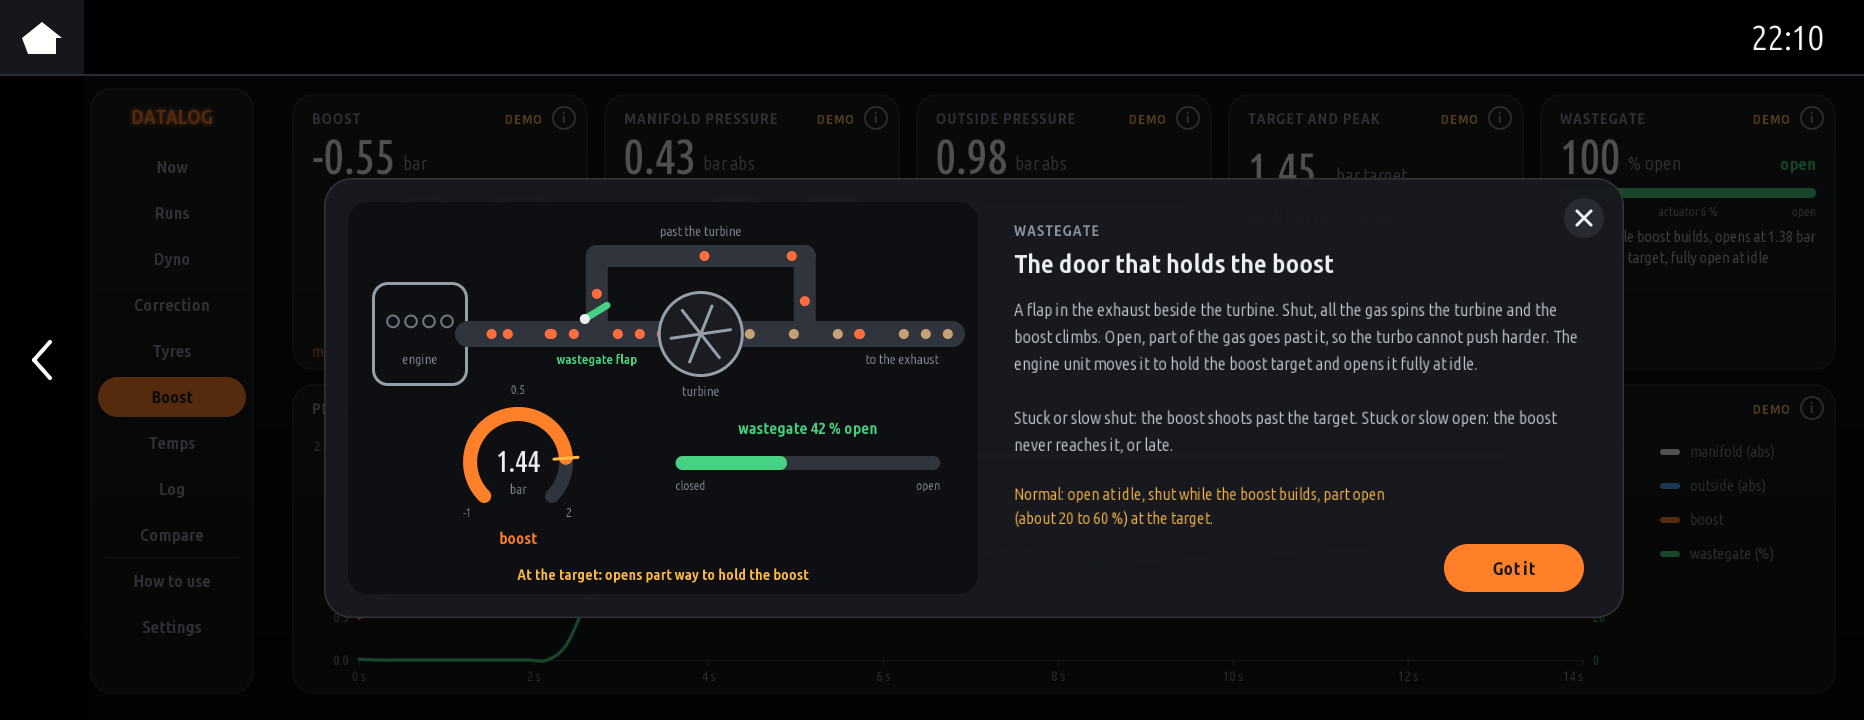 22:10
DATALOG
Now
Runs
Dyno
Correction
Tyres
Boost
Temps
Log
Compare
How to use
Settings
BOOST DEMO i
-0.55 bar
MANIFOLD PRESSURE DEMO i
0.43 bar abs
OUTSIDE PRESSURE DEMO i
0.98 bar abs
TARGET AND PEAK DEMO i
1.45 bar target
WASTEGATE DEMO i
100 % open open
actuator 6 % open
boost builds, opens at 1.38 bar
target, fully open at idle
past the turbine
engine
wastegate flap
turbine
to the exhaust
0.5
1.44
bar
-1 2
boost
wastegate 42 % open
closed open
At the target: opens part way to hold the boost
WASTEGATE
The door that holds the boost
A flap in the exhaust beside the turbine. Shut, all the gas spins the turbine and the
boost climbs. Open, part of the gas goes past it, so the turbo cannot push harder. The
engine unit moves it to hold the boost target and opens it fully at idle.
Stuck or slow shut: the boost shoots past the target. Stuck or slow open: the boost
never reaches it, or late.
Normal: open at idle, shut while the boost builds, part open
(about 20 to 60 %) at the target.
Got it
DEMO i
manifold (abs)
outside (abs)
boost
wastegate (%)
0.0 0
0 s 2 s 4 s 6 s 8 s 10 s 12 s 14 s